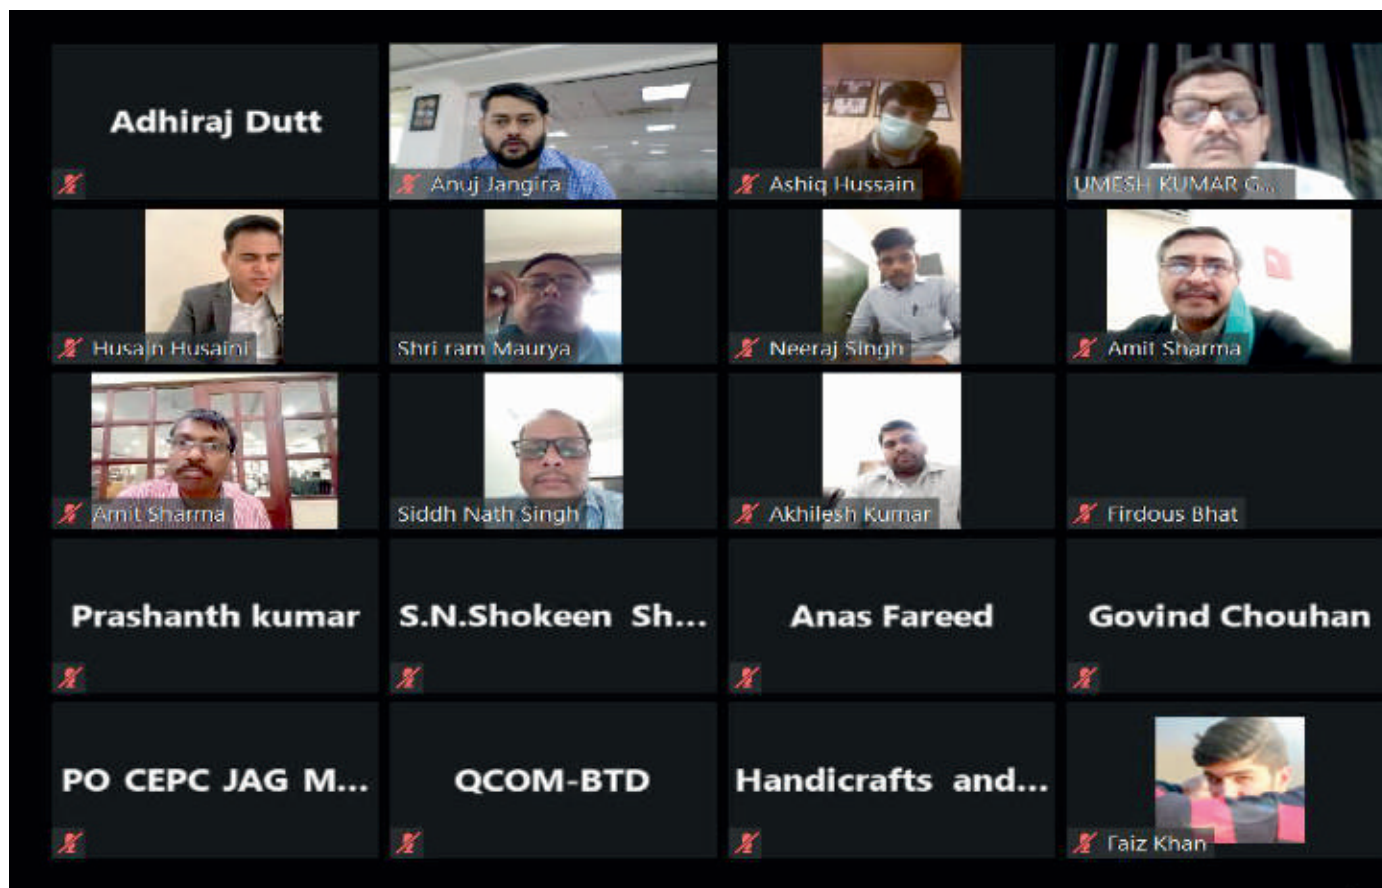 Adhiraj Dutt
Anuj Jangira
Ashiq Hussain
UMESH KUMAR G...
Husain Husaini
Shri ram Maurya
Neeraj Singh
Amit Sharma
Amit Sharma
Siddh Nath Singh
Akhilesh Kumar
Firdous Bhat
Prashanth kumar
S.N.Shokeen Sh...
Anas Fareed
Govind Chouhan
PO CEPC JAG M...
QCOM-BTD
Handicrafts and...
Faiz Khan